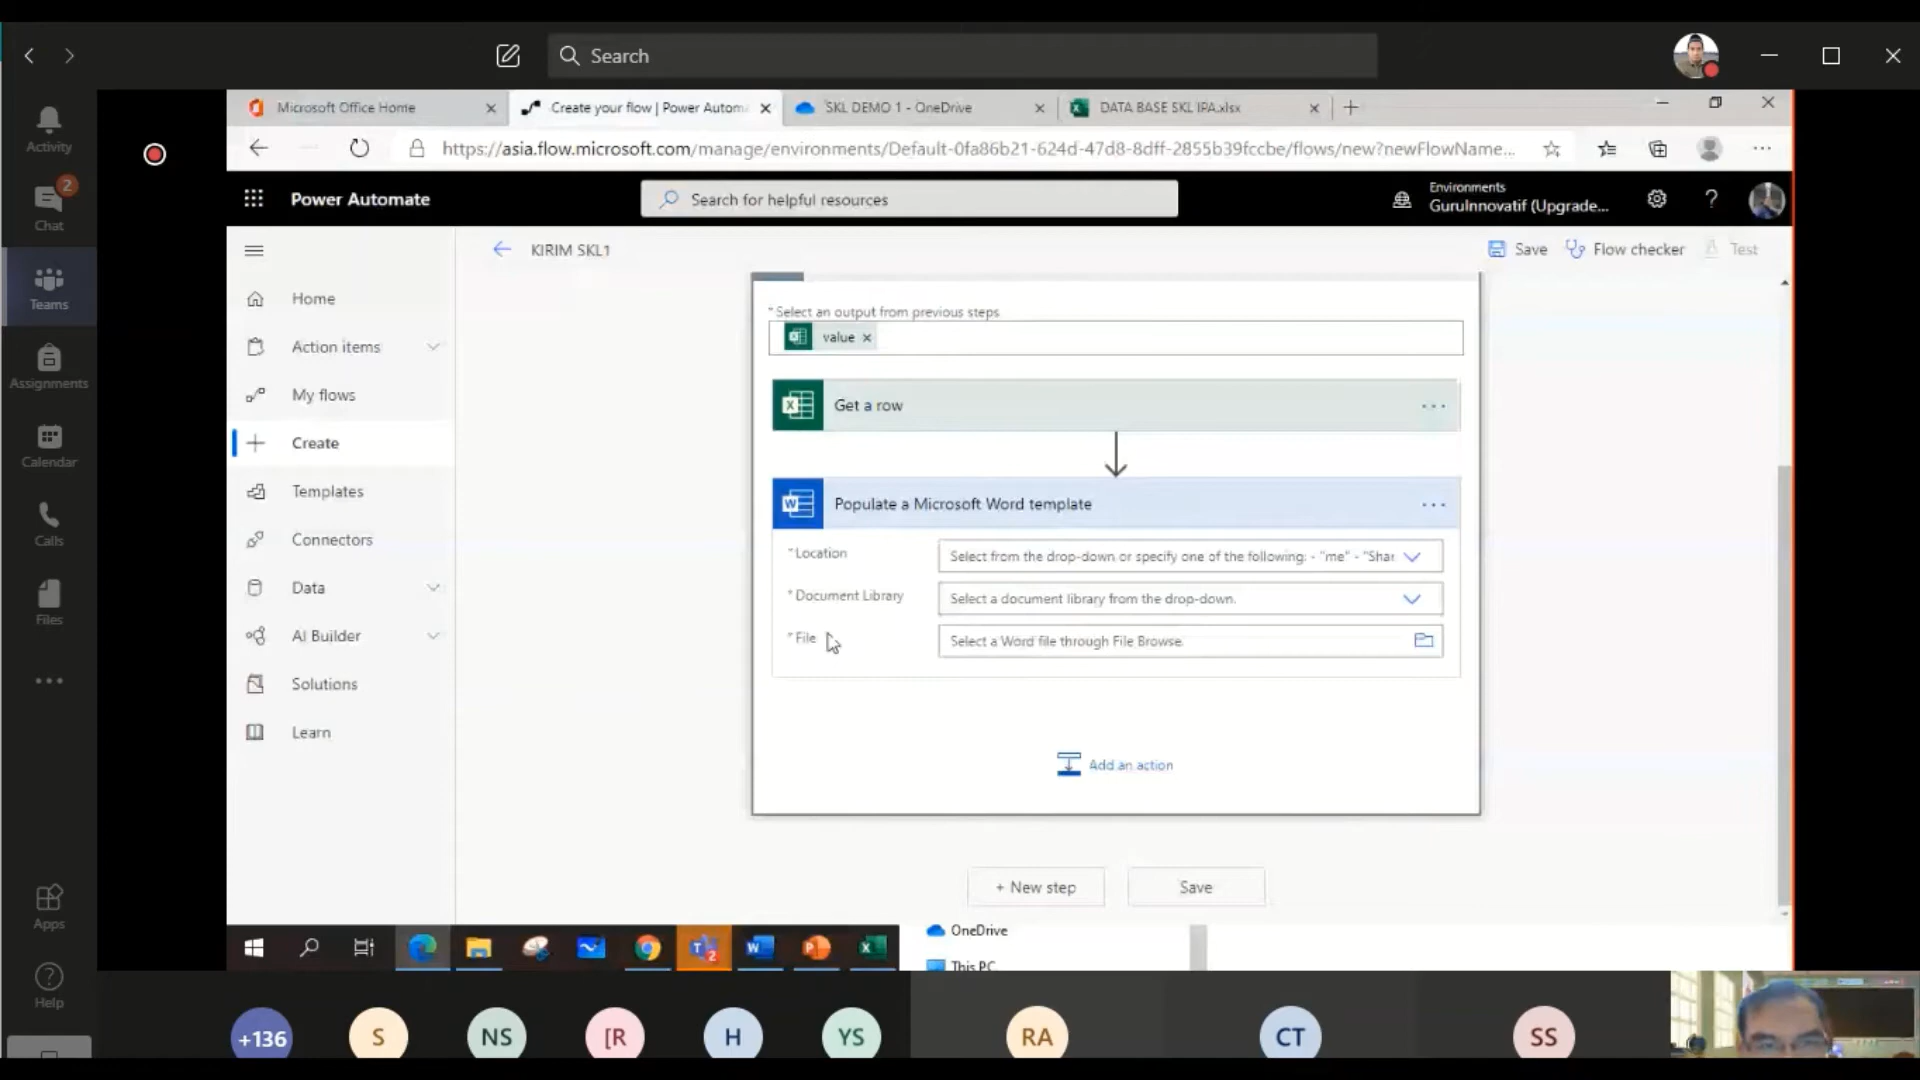 Search
Activity
2
Chat
Teams
Assignments
Calendar
Calls
Files
Apps
Help
Microsoft Office Home
Create your flow | Power Autom
SKL DEMO 1 - OneDrive
DATA BASE SKL IPA.xlsx
https://asia.flow.microsoft.com/manage/environments/Default-0fa86b21-624d-47d8-8dff-2855b39fccbe/flows/new?newFlowName...
Power Automate
Search for helpful resources
Environments
GuruInnovatif (Upgrade...
?
KIRIM SKL1
Save
Flow checker
Test
Home
Action items
My flows
Create
Templates
Connectors
Data
AI Builder
Solutions
Learn
* Select an output from previous steps
value ×
Get a row
Populate a Microsoft Word template
* Location
Select from the drop-down or specify one of the following: - "me" - "Shar
* Document Library
Select a document library from the drop-down.
* File
Select a Word file through File Browse.
Add an action
+ New step
Save
OneDrive
This PC
+136
S
NS
[R
H
YS
RA
CT
SS